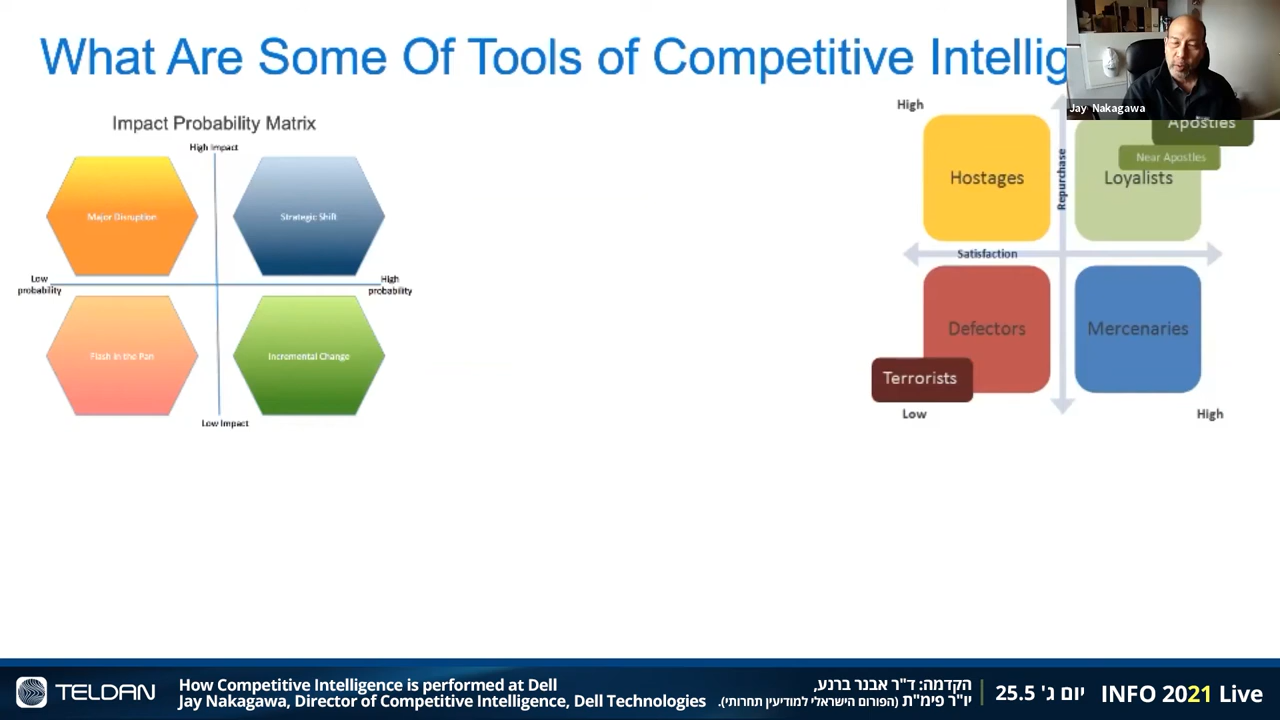 What Are Some Of Tools of Competitive Intellig
Jay Nakagawa
Impact Probability Matrix
High Impact
Major Disruption
Strategic Shift
Low probability
High probability
Flash in the Pan
Incremental Change
Low Impact
High
Apostles
Near Apostles
Hostages
Repurchase
Loyalists
Satisfaction
Defectors
Mercenaries
Terrorists
Low
High
TELDAN
How Competitive Intelligence is performed at Dell
Jay Nakagawa, Director of Competitive Intelligence, Dell Technologies
הקדמה: ד"ר אבנר ברנע,
יו"ר פימ"ת (הפורום הישראלי למודיעין תחרותי).
יום ג' 25.5
INFO 2021 Live